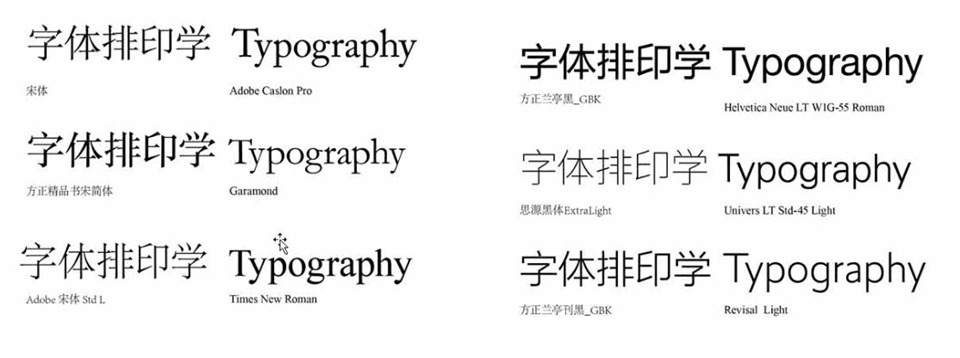 字体排印学 Typography
宋体 Adobe Caslon Pro
字体排印学 Typography
方正精品书宋简体 Garamond
字体排印学 Typography
Adobe 宋体 Std L Times New Roman
字体排印学 Typography
方正兰亭黑_GBK Helvetica Neue LT W1G-55 Roman
字体排印学 Typography
思源黑体ExtraLight Univers LT Std-45 Light
字体排印学 Typography
方正兰亭刊黑_GBK Revisal Light